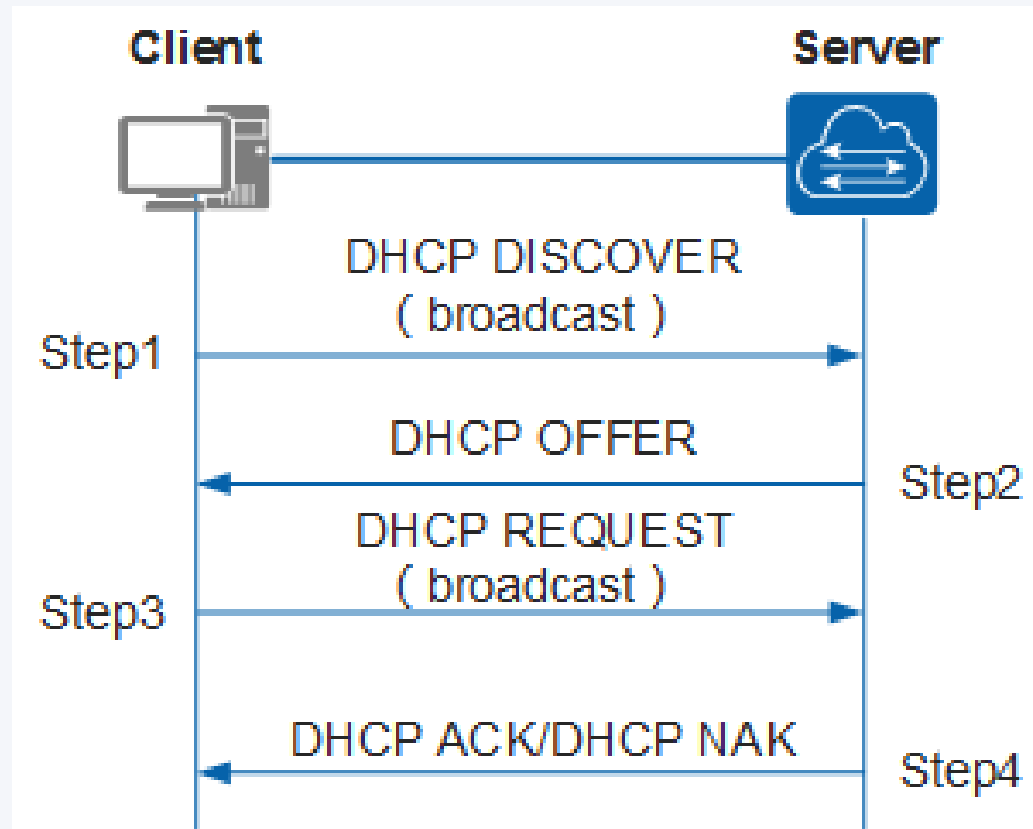 Client
Server
DHCP DISCOVER
( broadcast )
Step1
DHCP OFFER
Step2
DHCP REQUEST
( broadcast )
Step3
DHCP ACK/DHCP NAK
Step4